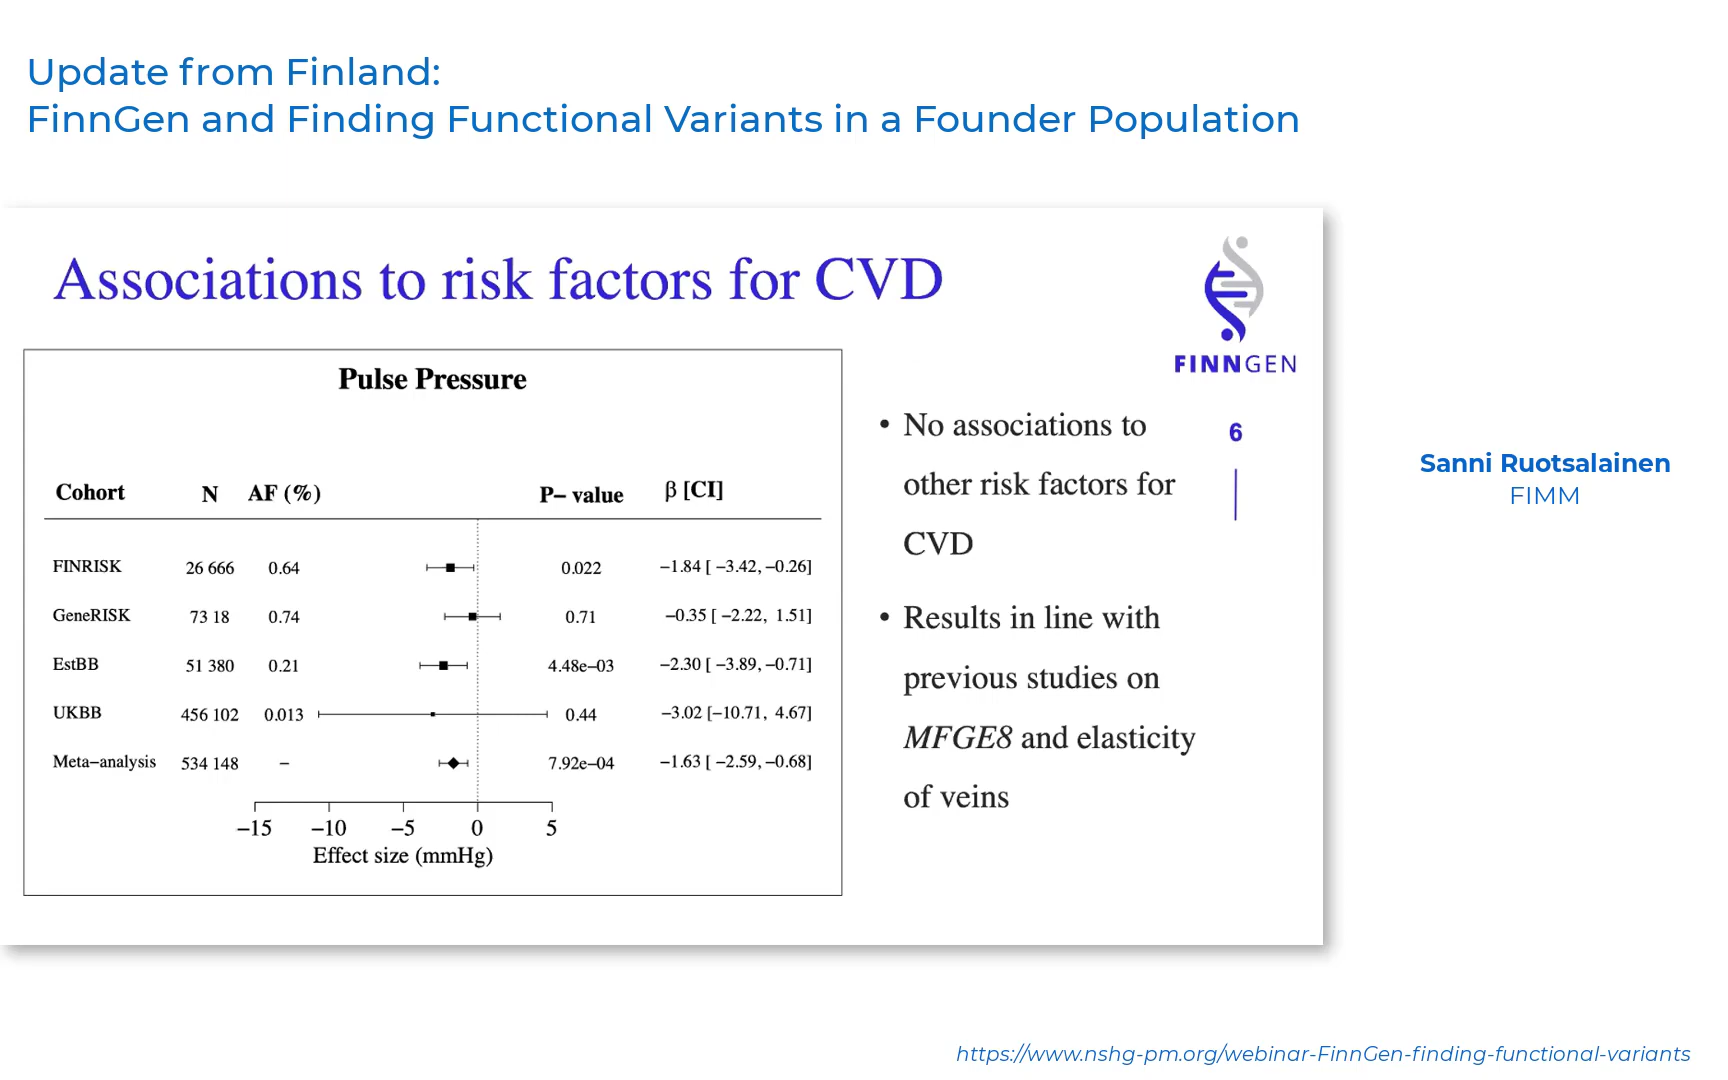 Update from Finland:
FinnGen and Finding Functional Variants in a Founder Population
Associations to risk factors for CVD
FINNGEN
6
Pulse Pressure
Cohort N AF (%) P− value β [CI]
FINRISK 26 666 0.64 0.022 −1.84 [ −3.42, −0.26]
GeneRISK 73 18 0.74 0.71 −0.35 [ −2.22, 1.51]
EstBB 51 380 0.21 4.48e−03 −2.30 [ −3.89, −0.71]
UKBB 456 102 0.013 0.44 −3.02 [−10.71, 4.67]
Meta−analysis 534 148 − 7.92e−04 −1.63 [ −2.59, −0.68]
−15 −10 −5 0 5
Effect size (mmHg)
• No associations to
other risk factors for
CVD
• Results in line with
previous studies on
MFGE8 and elasticity
of veins
Sanni Ruotsalainen
FIMM
https://www.nshg-pm.org/webinar-FinnGen-finding-functional-variants